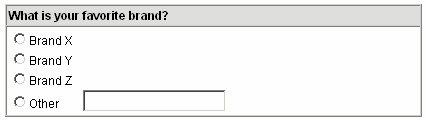 What is your favorite brand?
Brand X
Brand Y
Brand Z
Other